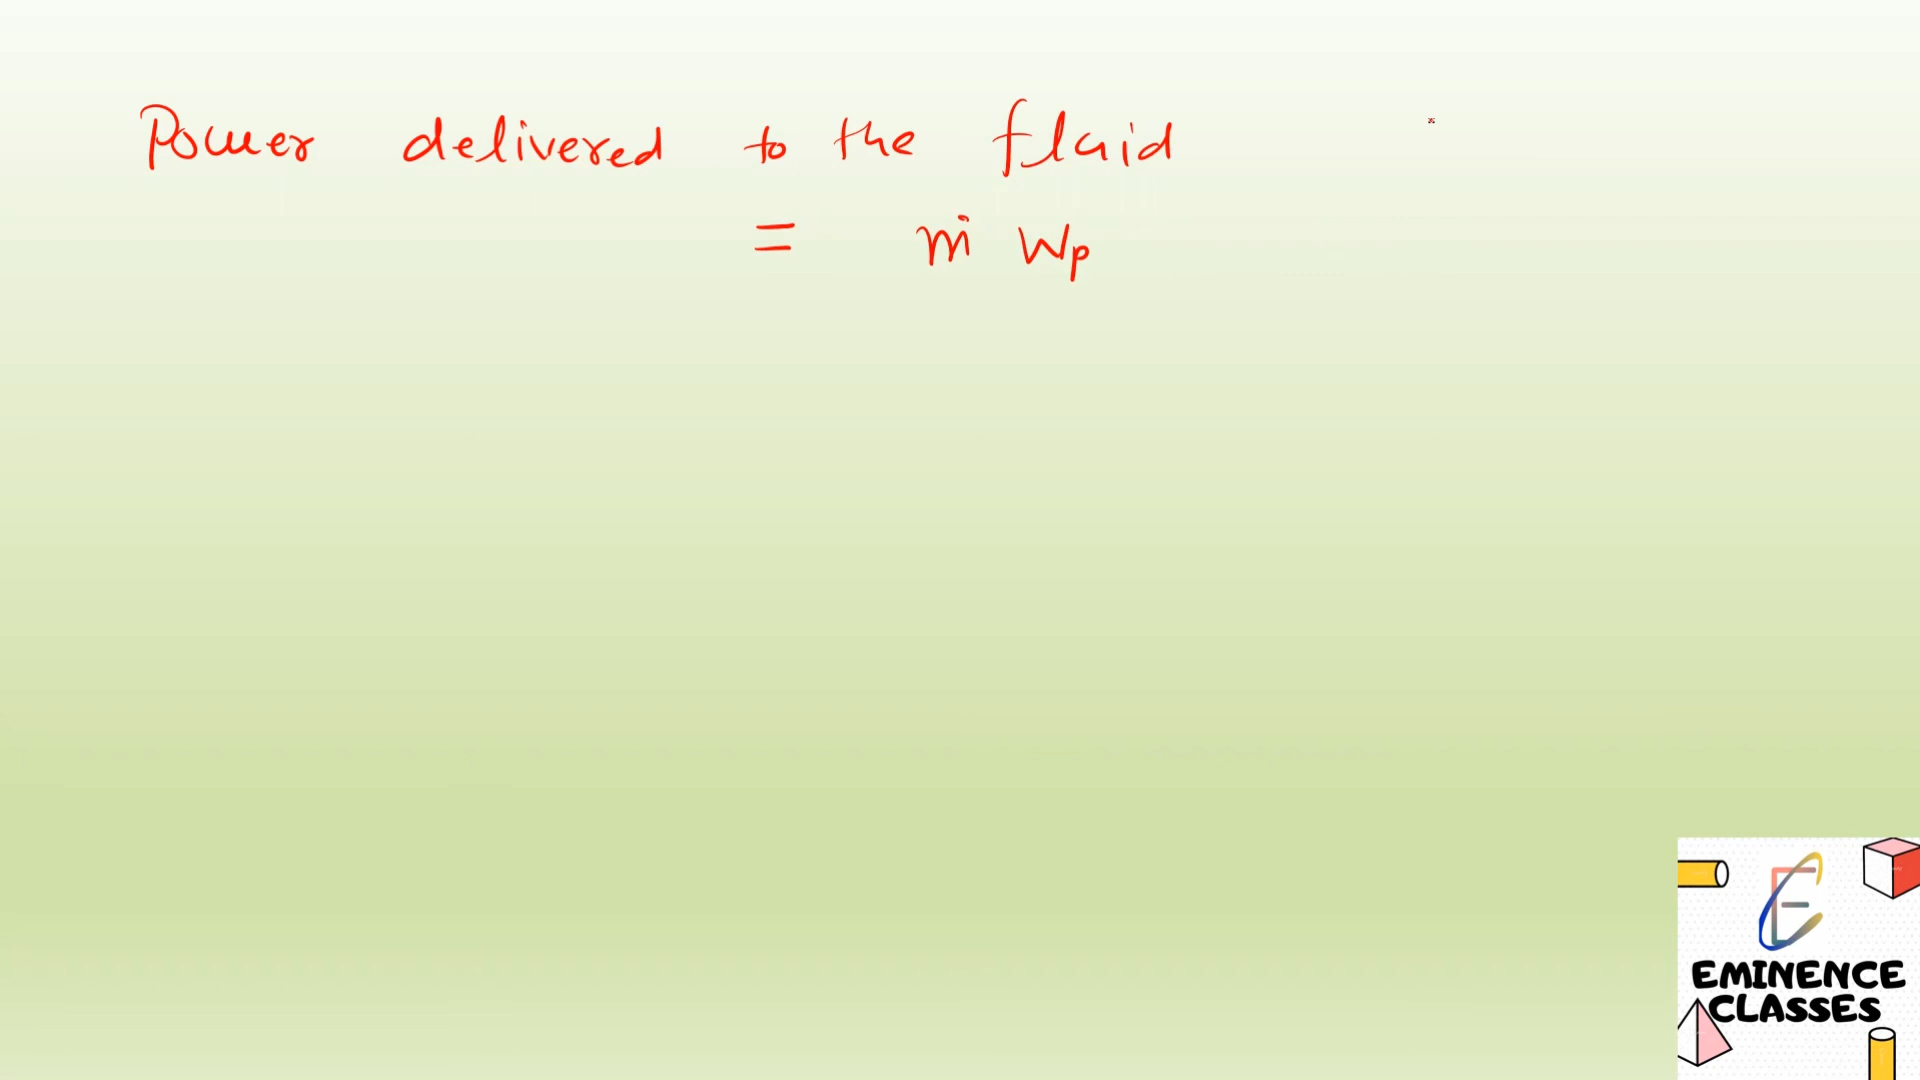 Power delivered to the fluid
= ṁ Wp
EMINENCE
CLASSES